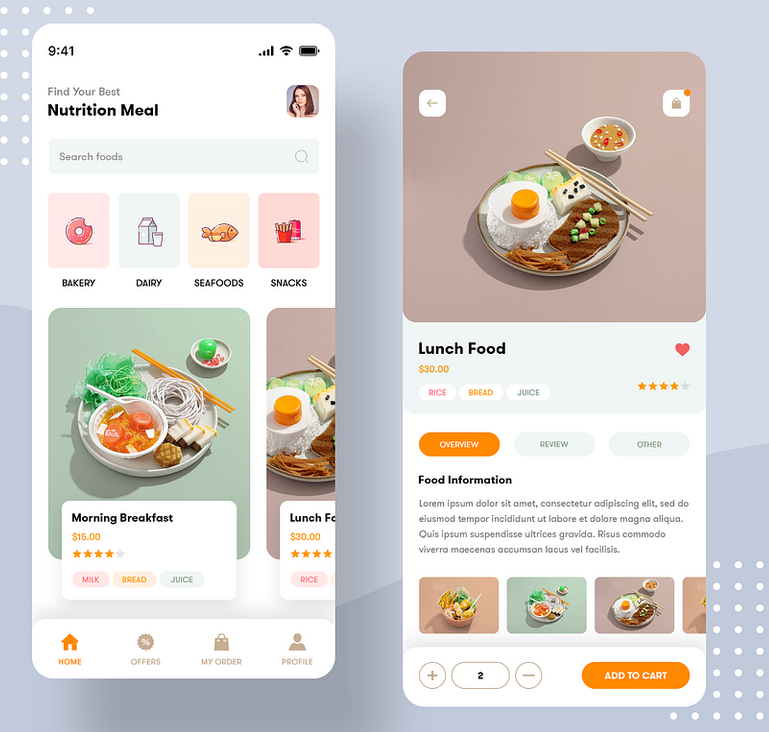 9:41
Find Your Best
Nutrition Meal
Search foods
BAKERY
DAIRY
SEAFOODS
SNACKS
Morning Breakfast
$15.00
MILK
BREAD
JUICE
Lunch Fo
$30.00
RICE
HOME
%
OFFERS
MY ORDER
PROFILE
Lunch Food
$30.00
RICE
BREAD
JUICE
OVERVIEW
REVIEW
OTHER
Food Information
Lorem ipsum dolor sit amet, consectetur adipiscing elit, sed do
eiusmod tempor incididunt ut labore et dolore magna aliqua.
Quis ipsum suspendisse ultrices gravida. Risus commodo
viverra maecenas accumsan lacus vel facilisis.
+
2
—
ADD TO CART